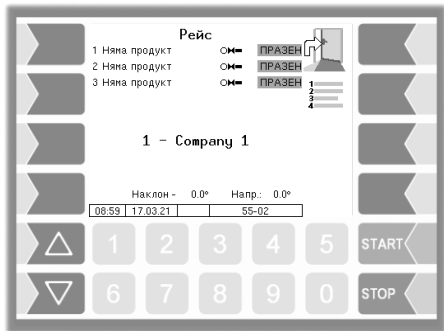 Рейс
1 Няма продукт ПРАЗЕН
2 Няма продукт ПРАЗЕН
3 Няма продукт ПРАЗЕН
1
2
3
4
1 - Company 1
Наклон - 0.0° Напр.: 0.0°
08:59 17.03.21 55-02
1 2 3 4 5 START
6 7 8 9 0 STOP